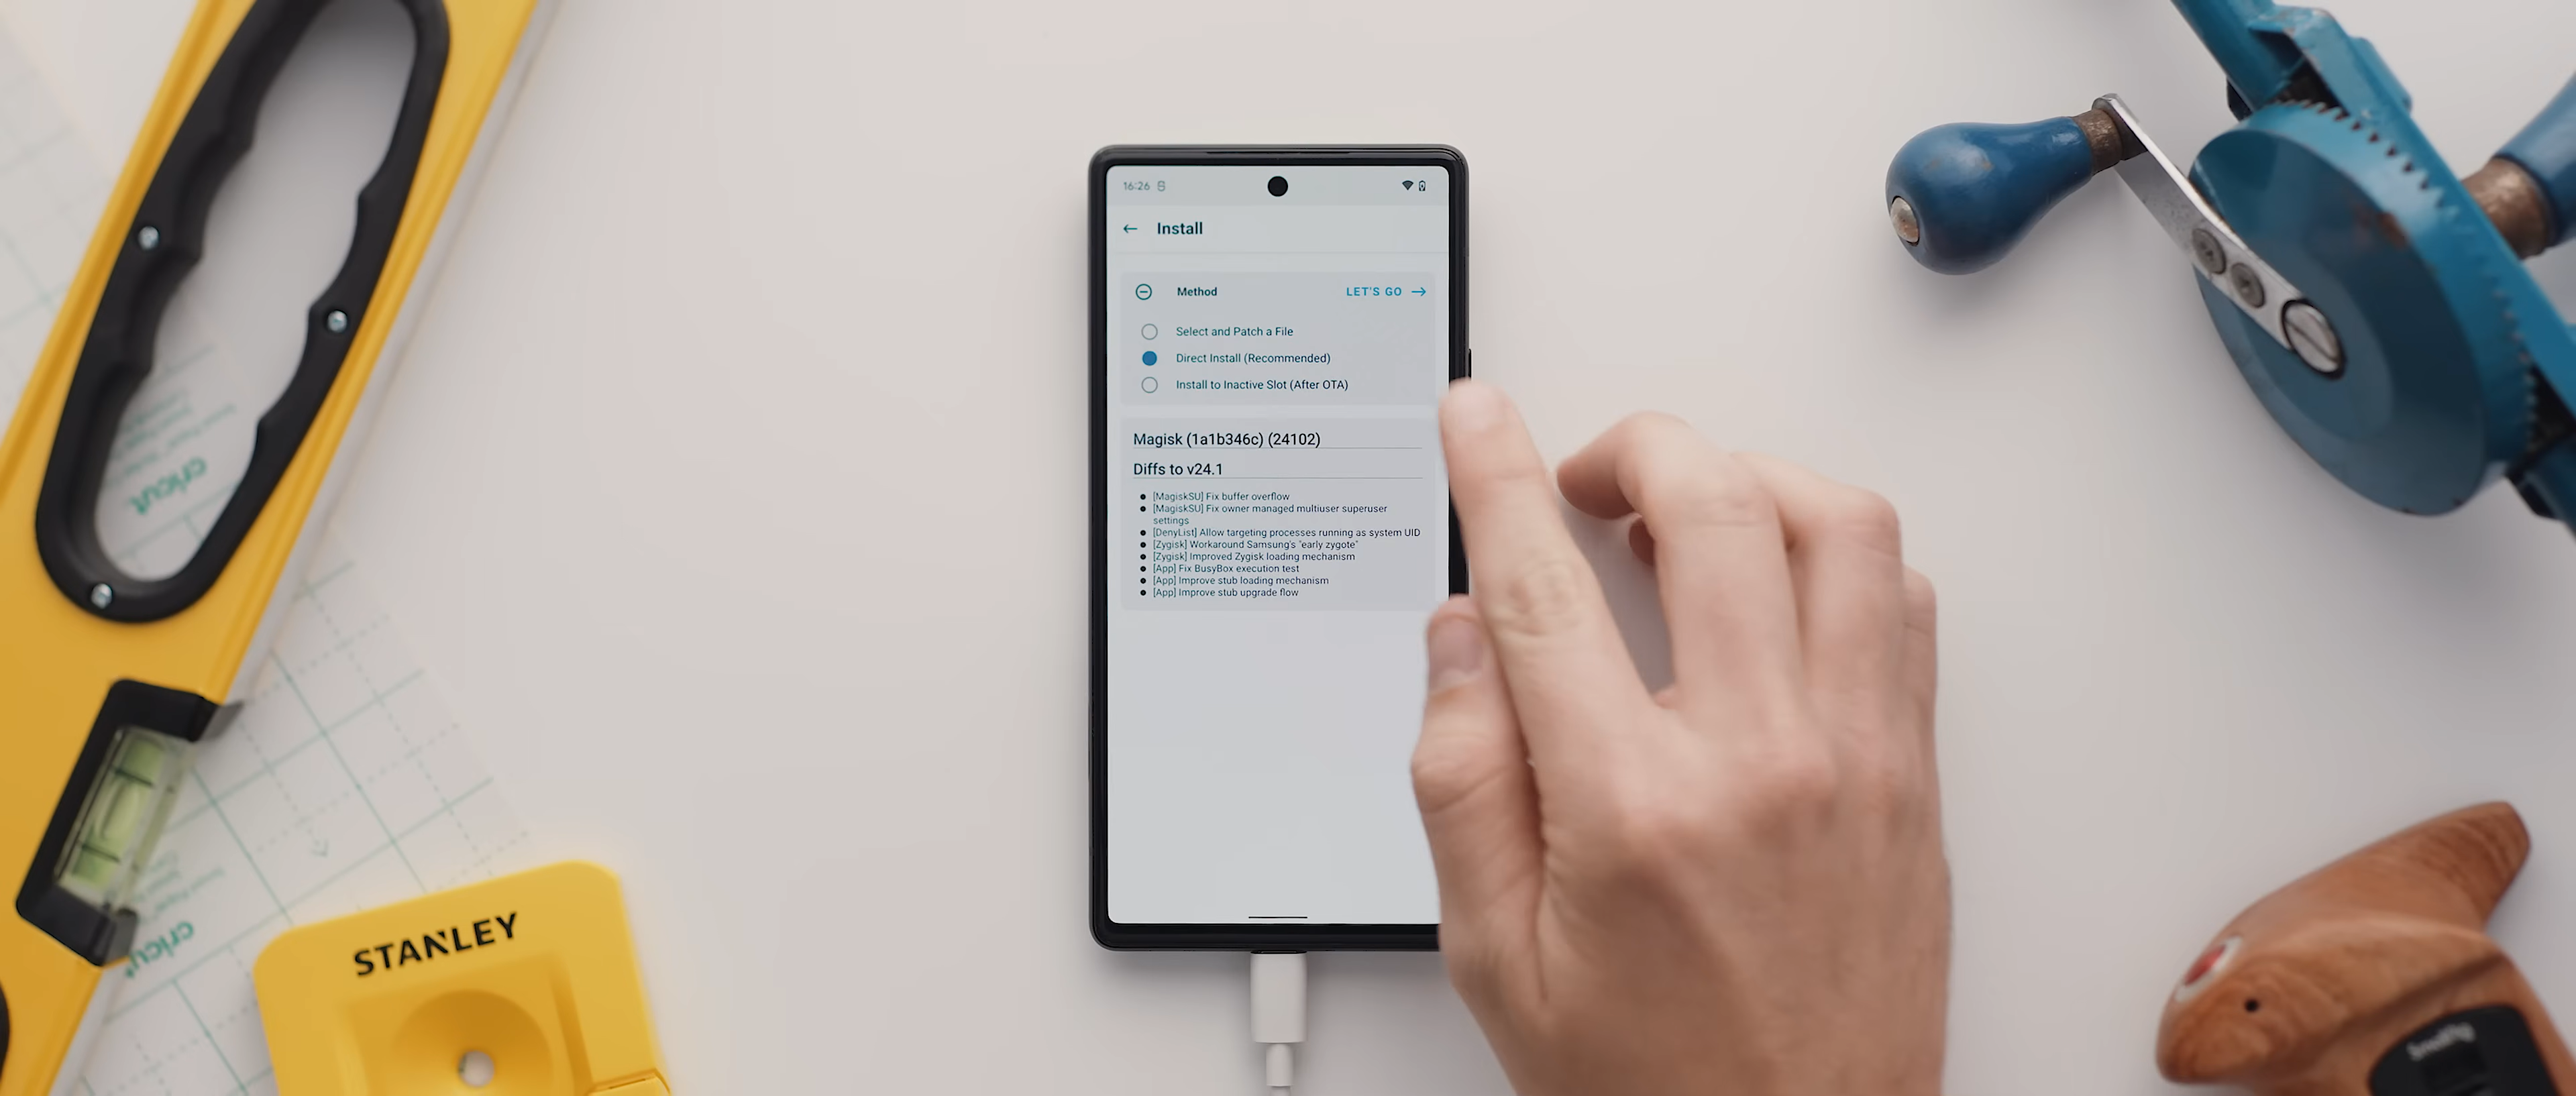 16:26
Install
Method
LET'S GO
Select and Patch a File
Direct Install (Recommended)
Install to Inactive Slot (After OTA)
Magisk (1a1b346c) (24102)
Diffs to v24.1
[MagiskSU] Fix buffer overflow
[MagiskSU] Fix owner managed multiuser superuser
settings
[DenyList] Allow targeting processes running as system UID
[Zygisk] Workaround Samsung's "early zygote"
[Zygisk] Improved Zygisk loading mechanism
[App] Fix BusyBox execution test
[App] Improve stub loading mechanism
[App] Improve stub upgrade flow
cricut
cricut
STANLEY
SmallRig